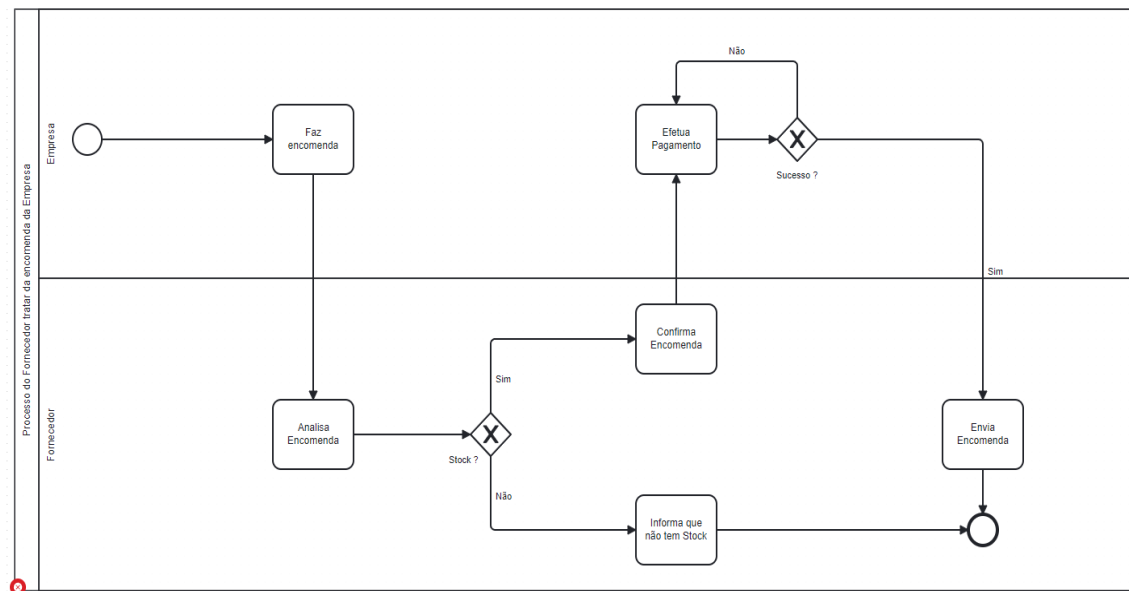 Processo do Fornecedor tratar da encomenda da Empresa
Empresa
Faz
encomenda
Não
Efetua
Pagamento
Sucesso ?
Sim
Fornecedor
Analisa
Encomenda
Stock ?
Sim
Confirma
Encomenda
Não
Informa que
não tem Stock
Envia
Encomenda